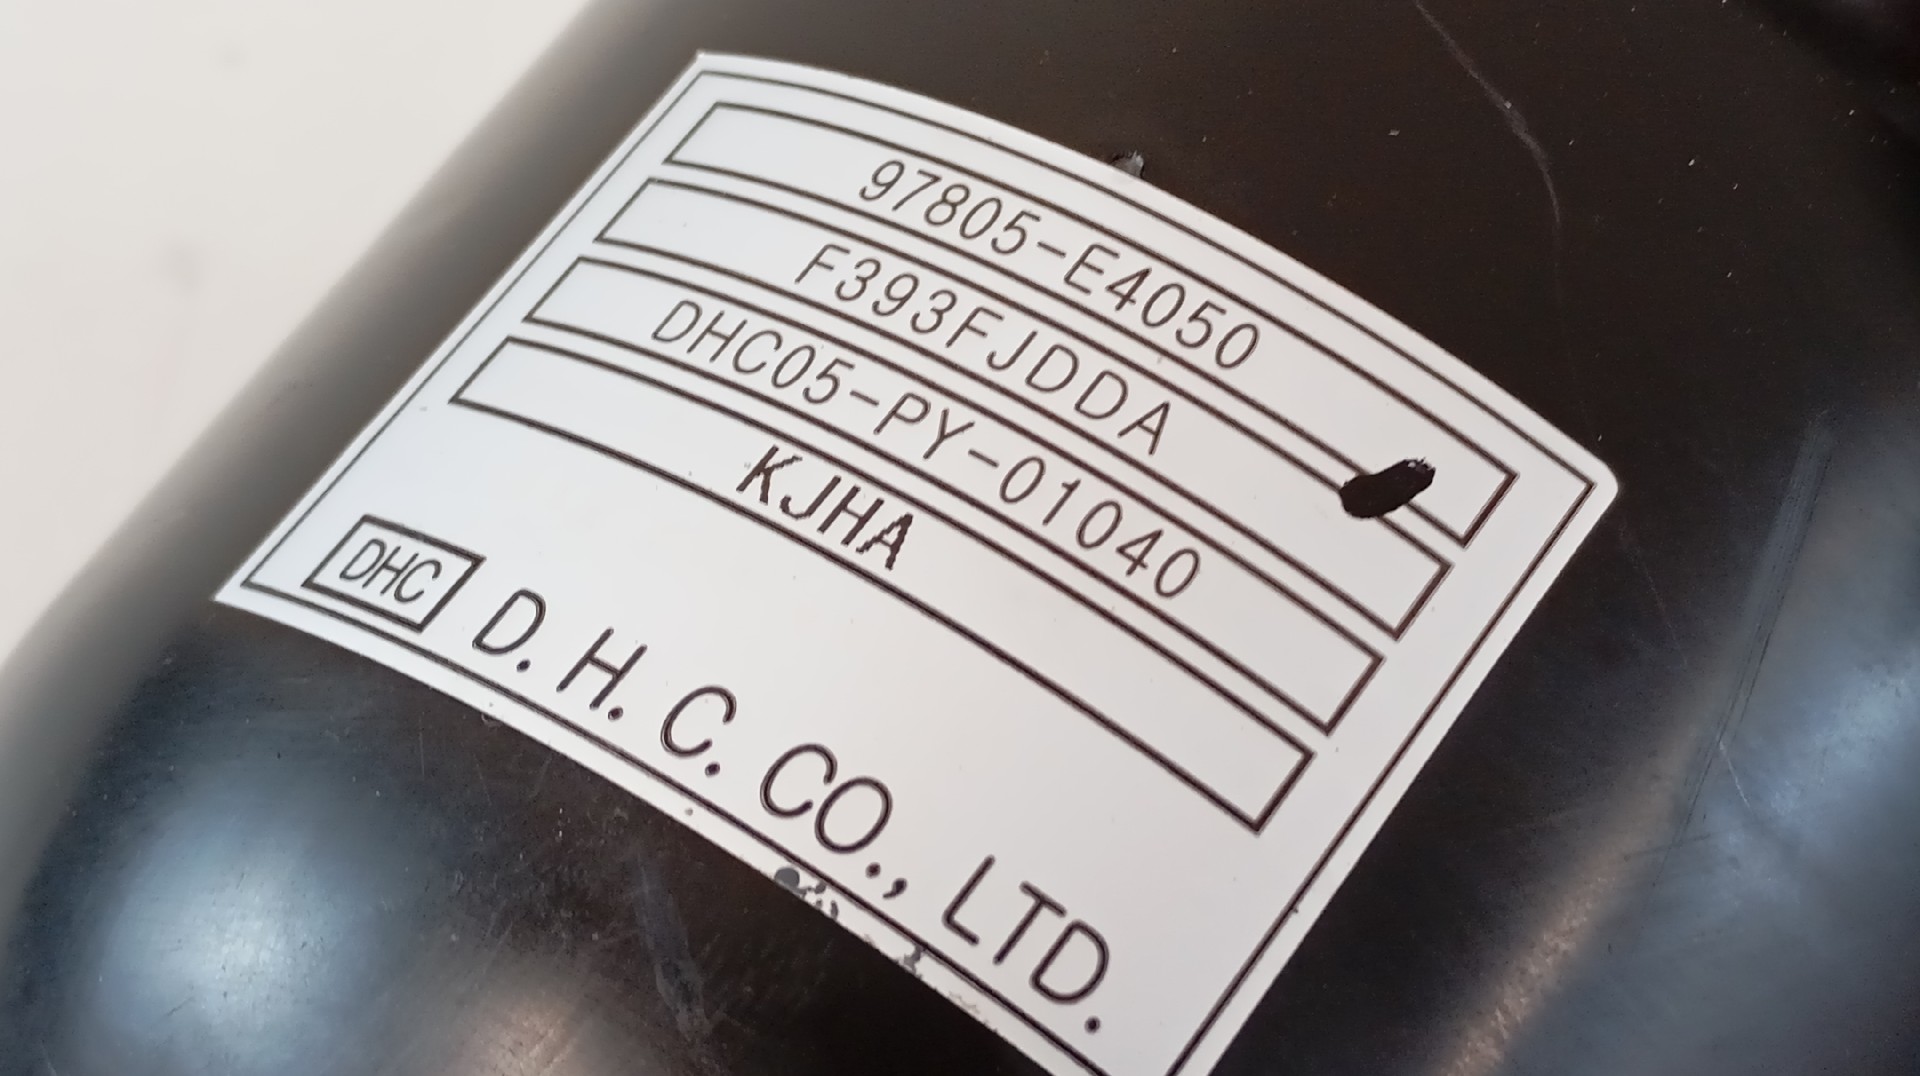 97805-E4050
F393FJDDA
DHC05-PY-01040
KJHA
DHC D. H. C. CO., LTD.